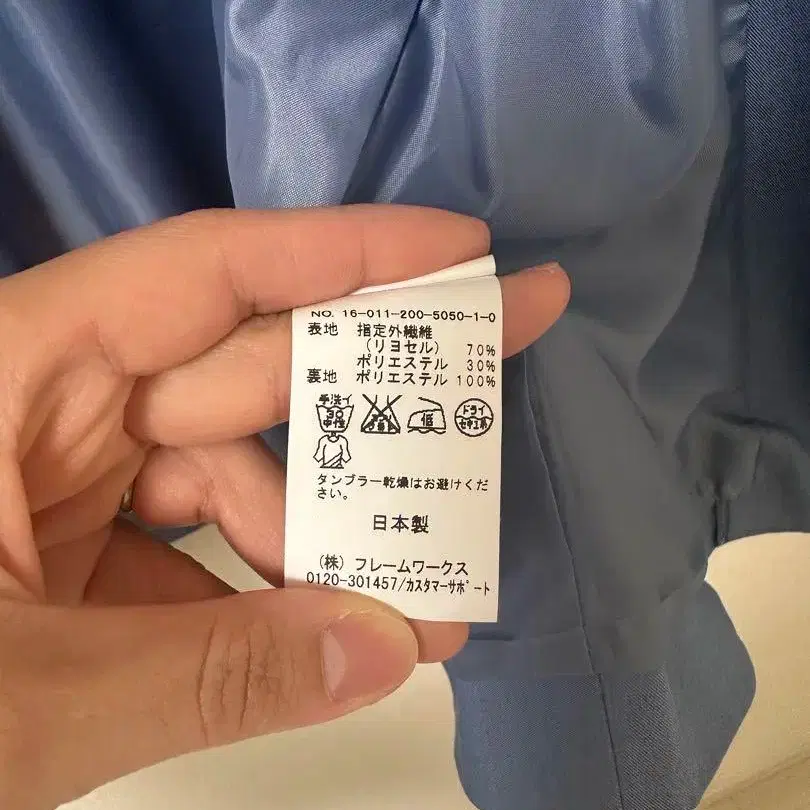 NO. 16-011-200-5050-1-0
表地 指定外繊維
(リヨセル) 70%
ポリエステル 30%
裏地 ポリエステル 100%
手洗イ 30 中性
低
ドライ セキユ系
タンブラー乾燥はお避けくだ
さい。
日本製
(株) フレームワークス
0120-301457/カスタマーサポート